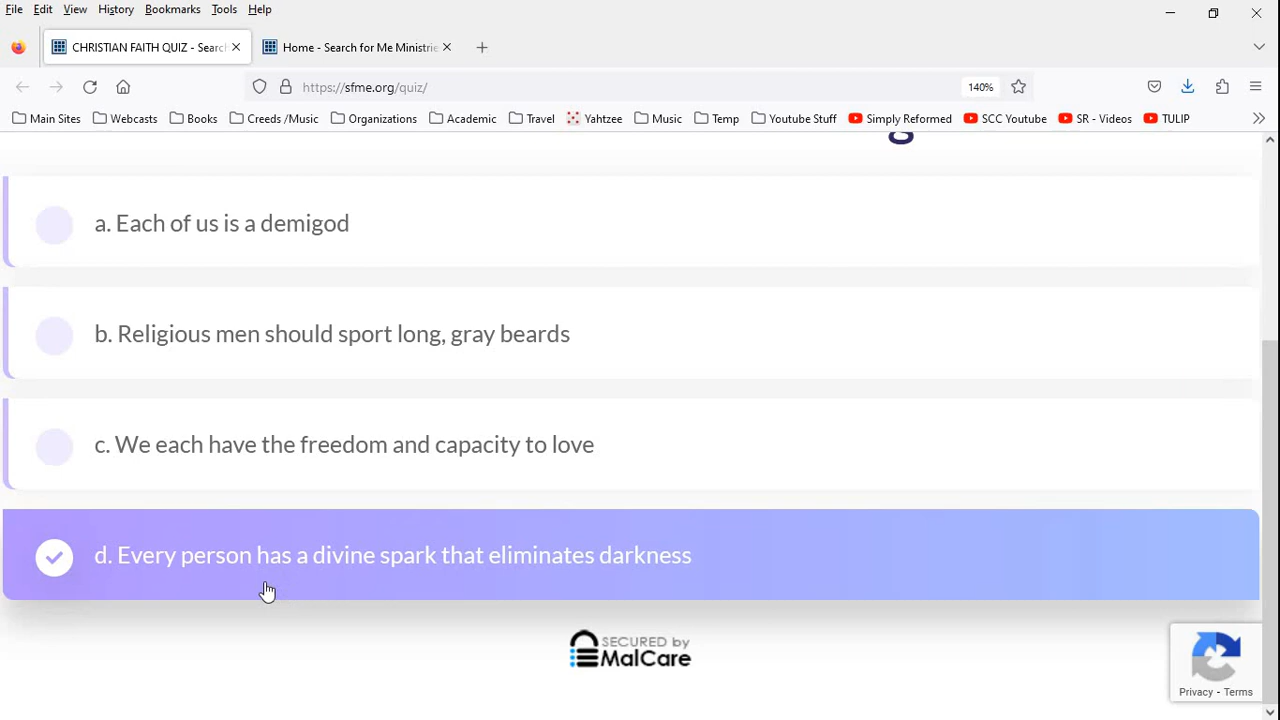 File Edit View History Bookmarks Tools Help
CHRISTIAN FAITH QUIZ - Searc Home - Search for Me Ministrie
https://sfme.org/quiz/ 140%
Main Sites Webcasts Books Creeds /Music Organizations Academic Travel Yahtzee Music Temp Youtube Stuff Simply Reformed SCC Youtube SR - Videos TULIP
a. Each of us is a demigod
b. Religious men should sport long, gray beards
c. We each have the freedom and capacity to love
d. Every person has a divine spark that eliminates darkness
SECURED by
MalCare
Privacy - Terms